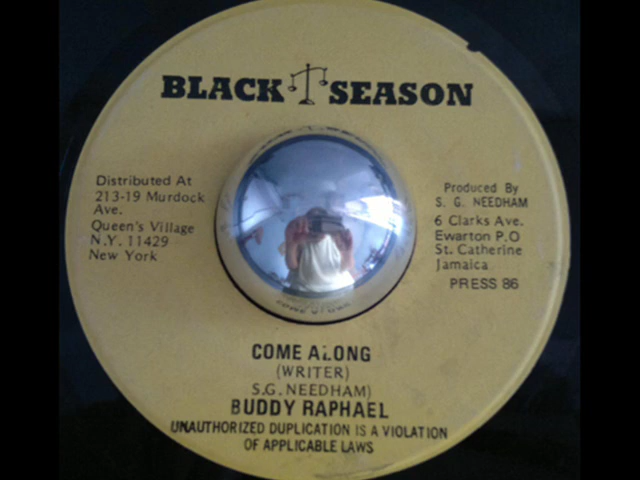 BLACK SEASON
Distributed At
213-19 Murdock
Ave.
Queen's Village
N.Y. 11429
New York
Produced By
S. G. NEEDHAM
6 Clarks Ave.
Ewarton P.O
St. Catherine
Jamaica
PRESS 86
COME ALONG
(WRITER)
S.G. NEEDHAM)
BUDDY RAPHAEL
UNAUTHORIZED DUPLICATION IS A VIOLATION
OF APPLICABLE LAWS